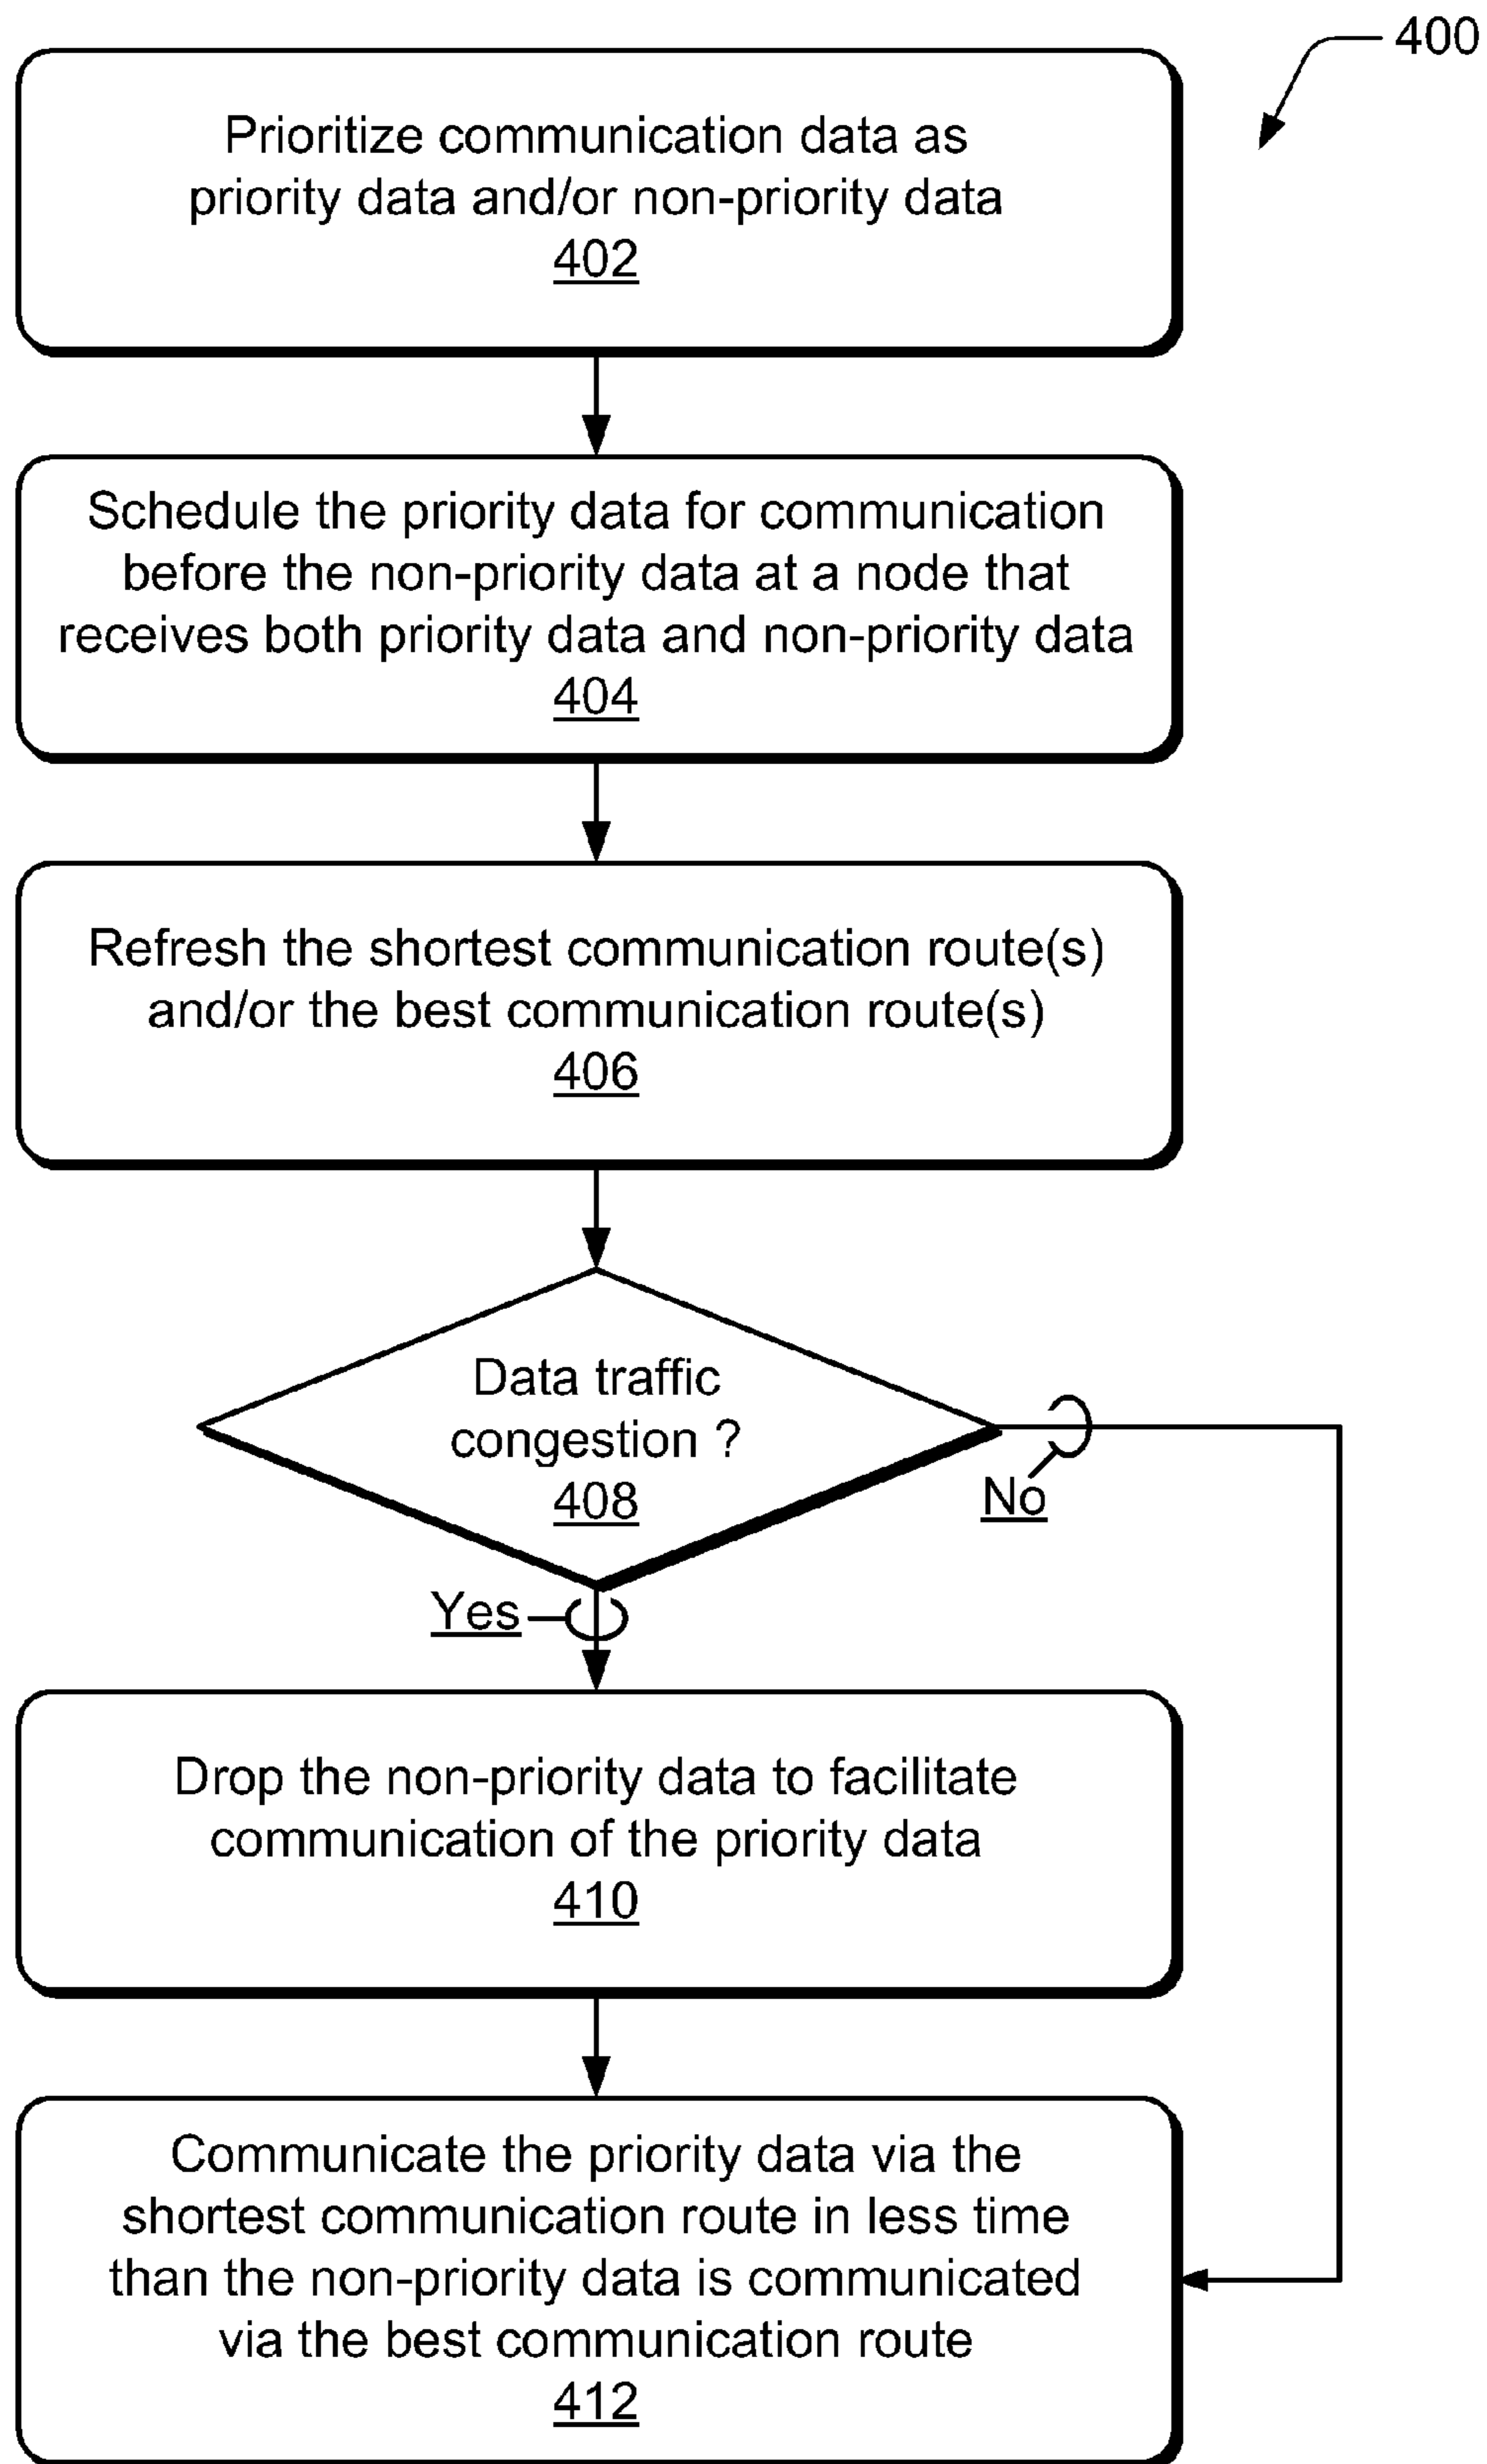 400
Prioritize communication data as
priority data and/or non-priority data
402
Schedule the priority data for communication
before the non-priority data at a node that
receives both priority data and non-priority data
404
Refresh the shortest communication route(s)
and/or the best communication route(s)
406
Data traffic
congestion ?
408
No
Yes
Drop the non-priority data to facilitate
communication of the priority data
410
Communicate the priority data via the
shortest communication route in less time
than the non-priority data is communicated
via the best communication route
412